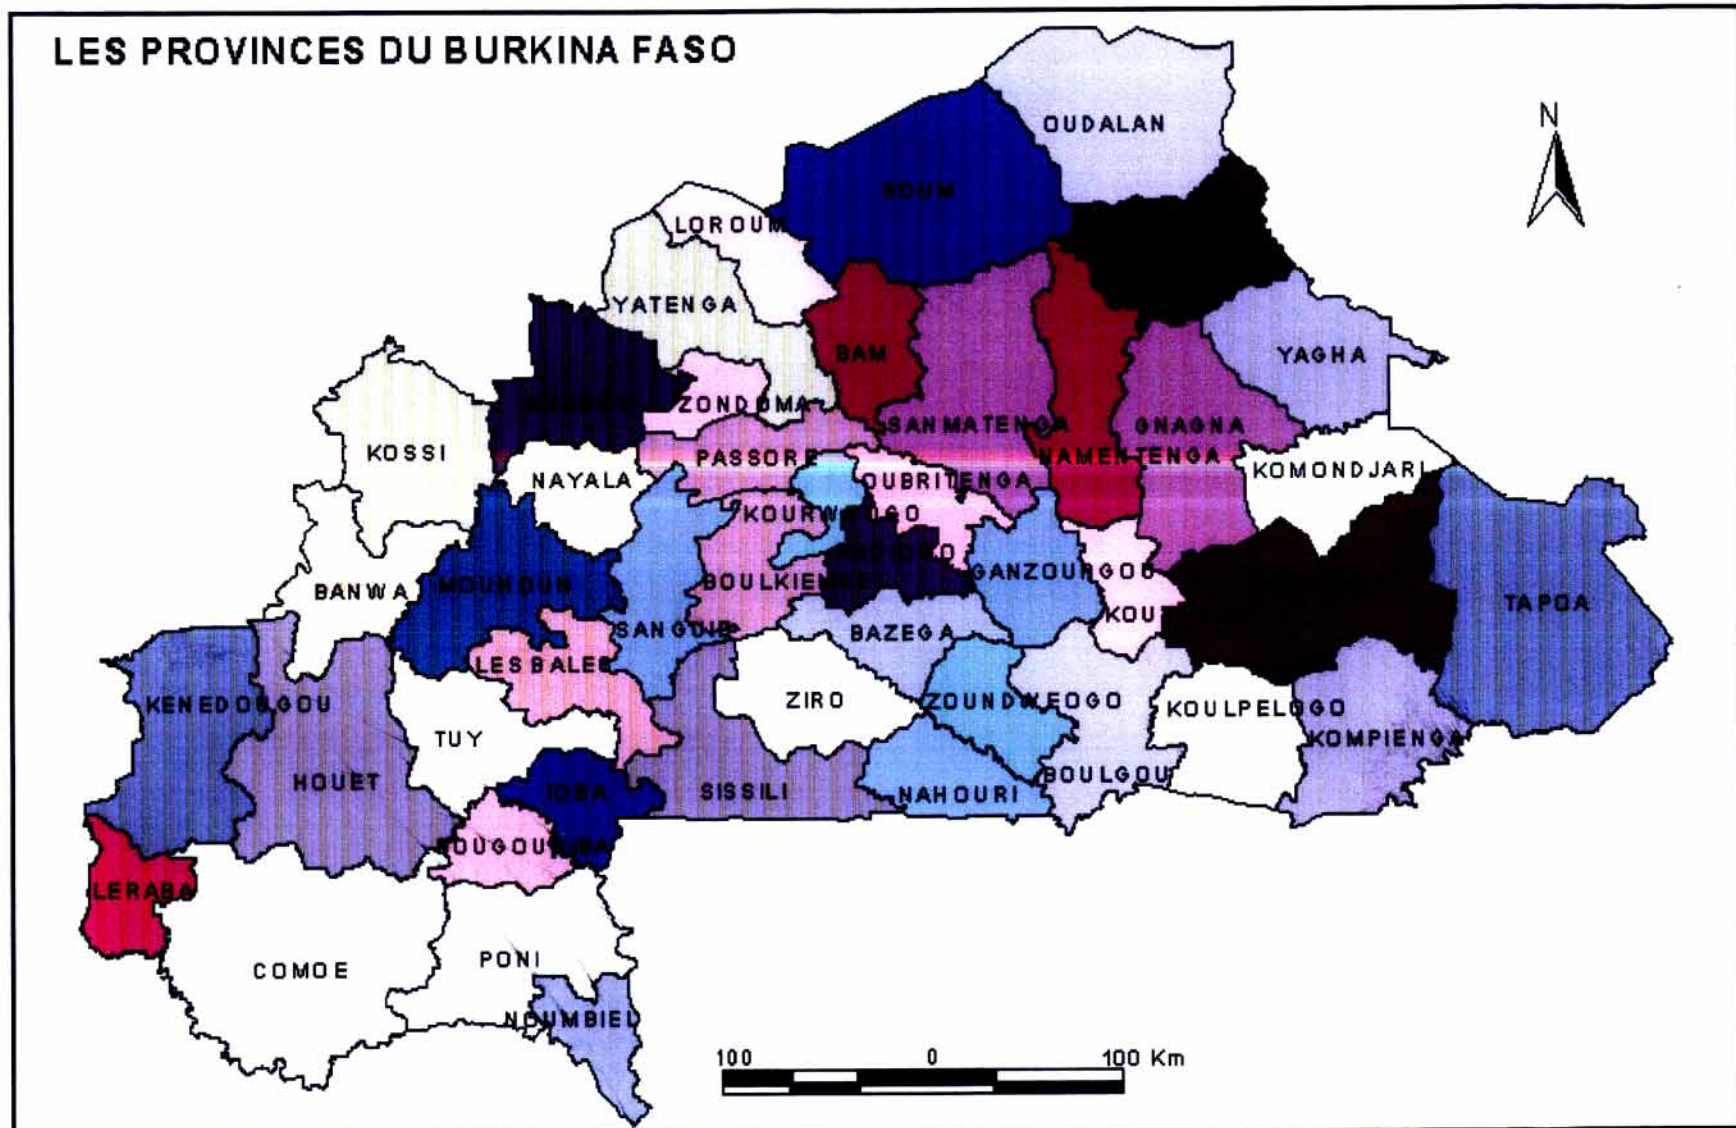 LES PROVINCES DU BURKINA FASO
N
OUDALAN
SOUM
LOROUM
YATENGA
BAM
YAGHA
ZONDOMA
SANMATENGA
GNAGNA
KOSSI
PASSORE
NAMENTENGA
KOMONDJARI
NAYALA
OUBRITENGA
KOURWEOGO
BANWA
MOUHOUN
BOULKIEMDE
GANZOURGOU
TAPOA
SANGUIE
BAZEGA
KOU
LES BALES
KENEDOUGOU
ZIRO
ZOUNDWEOGO
KOULPELOGO
TUY
KOMPIENGA
HOUET
IOBA
SISSILI
NAHOURI
BOULGOU
LERABA
COMOE
PONI
NOUMBIEL
100 0 100 Km